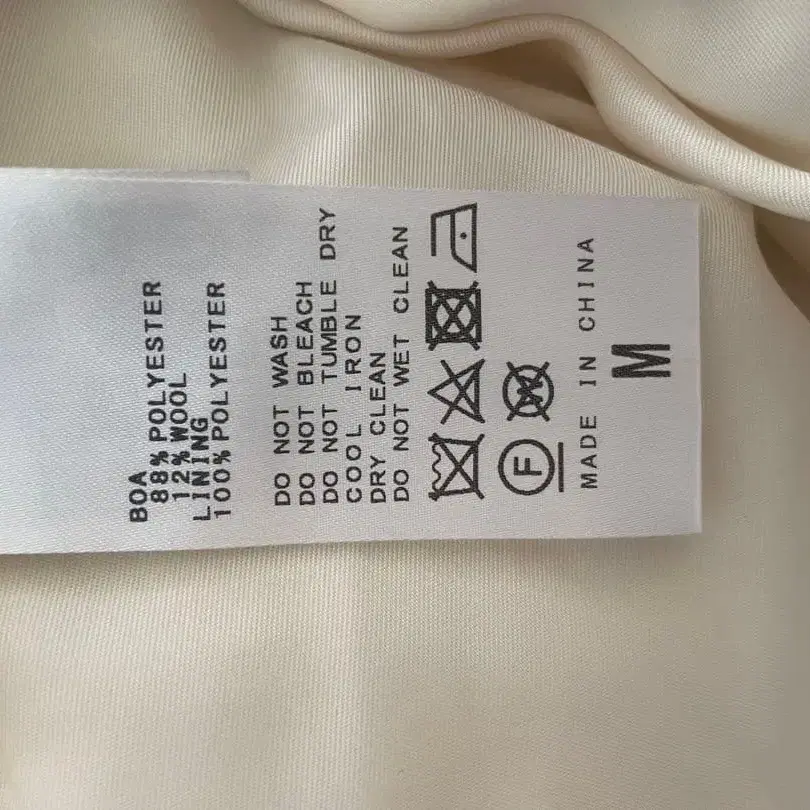 BOA
88%POLYESTER
12%WOOL
LINING
100%POLYESTER
DO NOT WASH
DO NOT BLEACH
DO NOT TUMBLE DRY
COOL IRON
DRY CLEAN
DO NOT WET CLEAN
F W
MADE IN CHINA
M